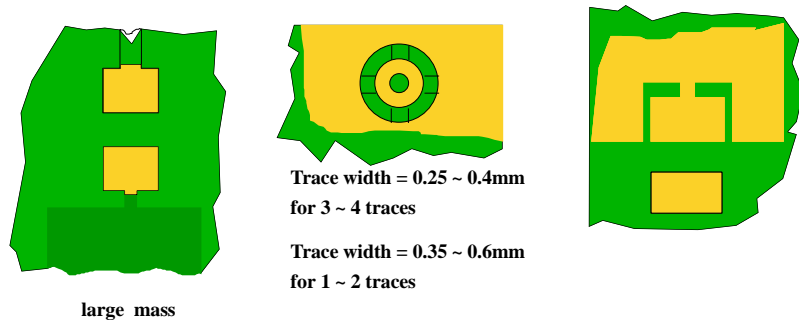 Trace width = 0.25 ~ 0.4mm
for 3 ~ 4 traces
Trace width = 0.35 ~ 0.6mm
for 1 ~ 2 traces
large mass